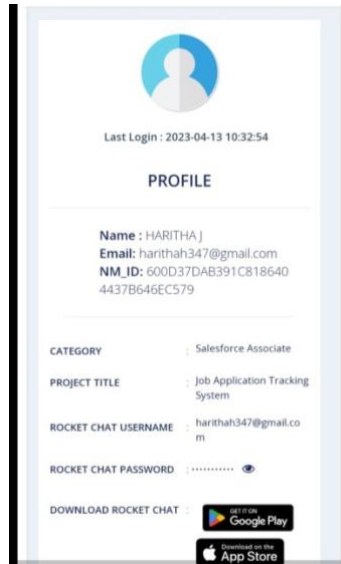 Last Login : 2023-04-13 10:32:54
PROFILE
Name : HARITHA J
Email: harithah347@gmail.com
NM_ID: 600D37DAB391C818640
4437B646EC579
CATEGORY : Salesforce Associate
PROJECT TITLE : Job Application Tracking
System
ROCKET CHAT USERNAME : harithah347@gmail.co
m
ROCKET CHAT PASSWORD : ...........
DOWNLOAD ROCKET CHAT :
GET IT ON
Google Play
Download on the
App Store